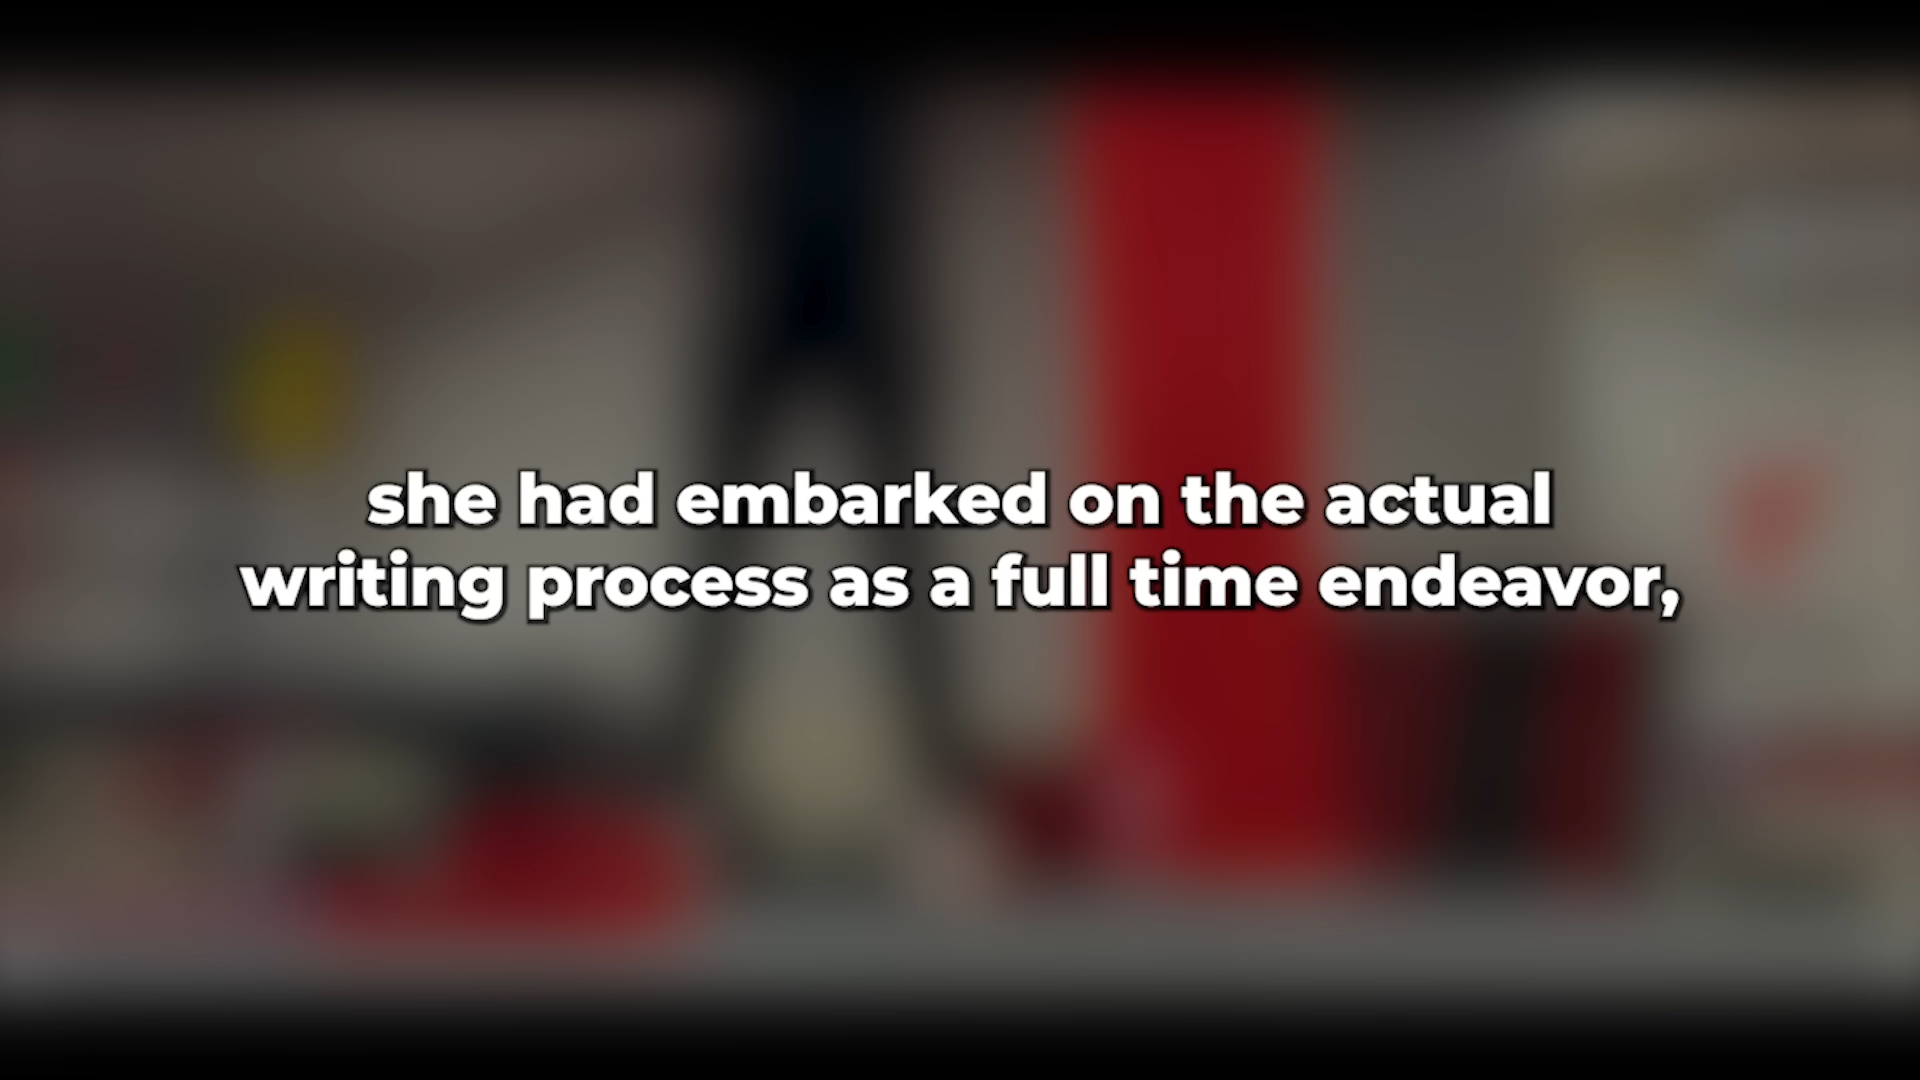 she had embarked on the actual
writing process as a full time endeavor,